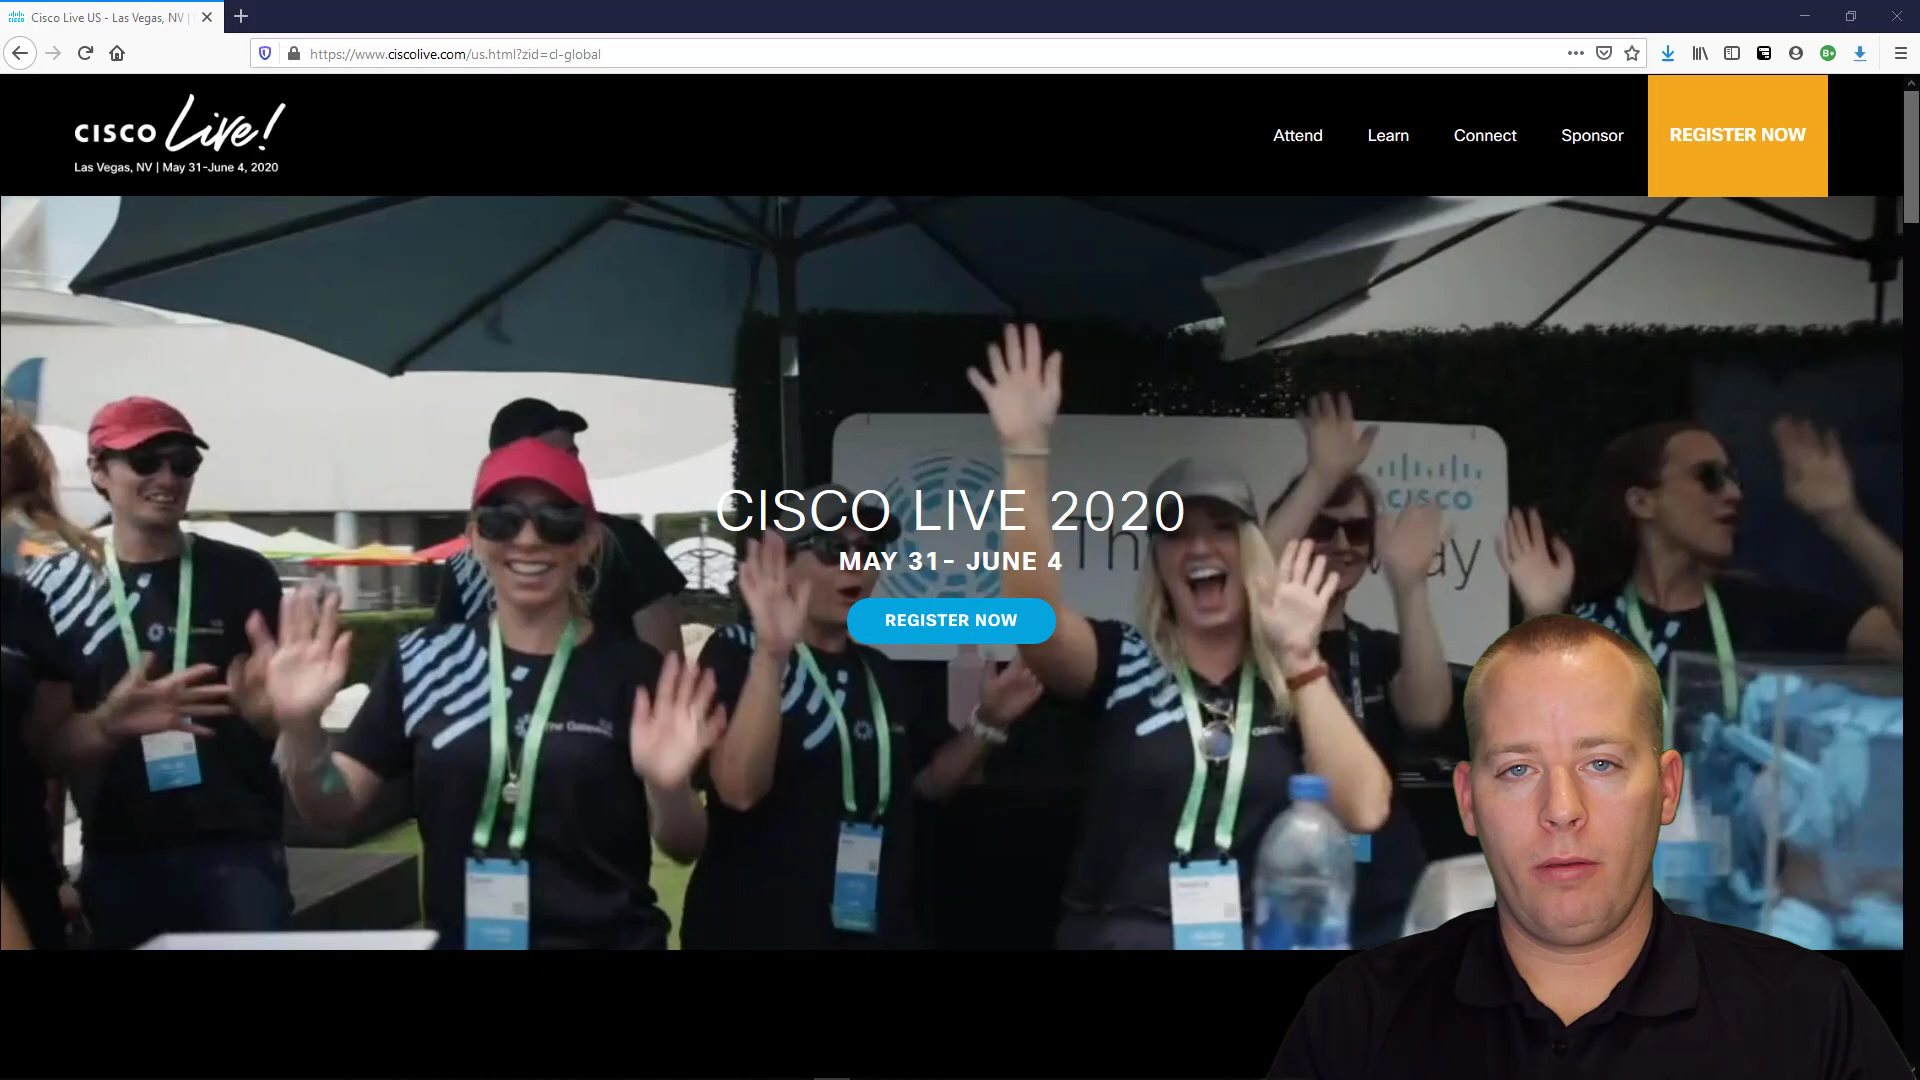 Cisco Live US - Las Vegas, NV |
https://www.ciscolive.com/us.html?zid=cl-global
CISCO Live!
Las Vegas, NV | May 31-June 4, 2020
Attend
Learn
Connect
Sponsor
REGISTER NOW
CISCO
CISCO LIVE 2020
MAY 31- JUNE 4
REGISTER NOW
The Gateway